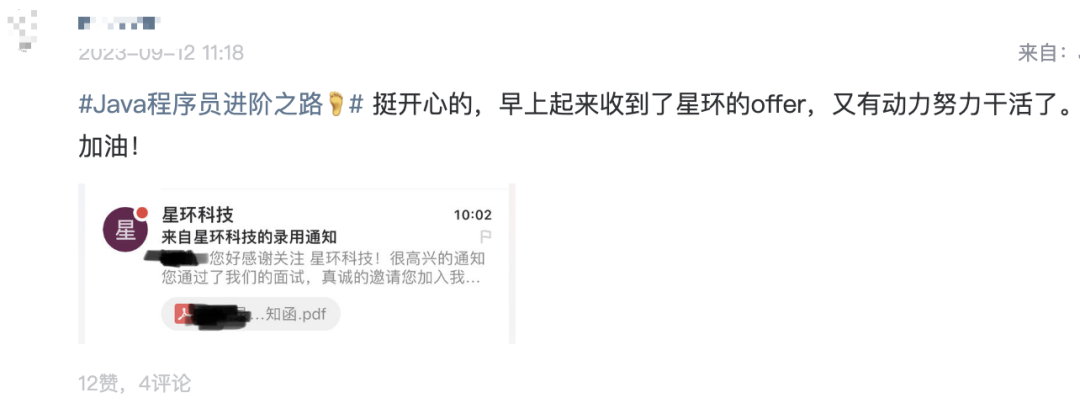 2023-09-12 11:18
来自：
#Java程序员进阶之路👣# 挺开心的，早上起来收到了星环的offer，又有动力努力干活了。
加油！
星
星环科技
10:02
来自星环科技的录用通知
您好感谢关注 星环科技！很高兴的通知
您通过了我们的面试，真诚的邀请您加入我...
...知函.pdf
12赞，4评论